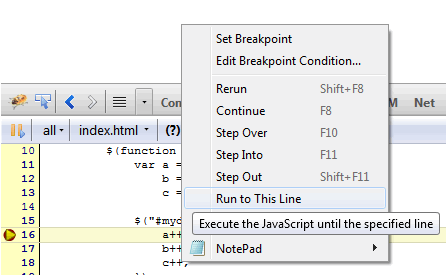 Set Breakpoint
Edit Breakpoint Condition...
Rerun Shift+F8
Continue F8
Step Over F10
Step Into F11
Step Out Shift+F11
Run to This Line
Execute the JavaScript until the specified line
NotePad
Con
M Net
all index.html (?)
10 $(function
11 var a =
12 b =
13 c =
15 $("#myd
16 a++
17 b++
18 c++,